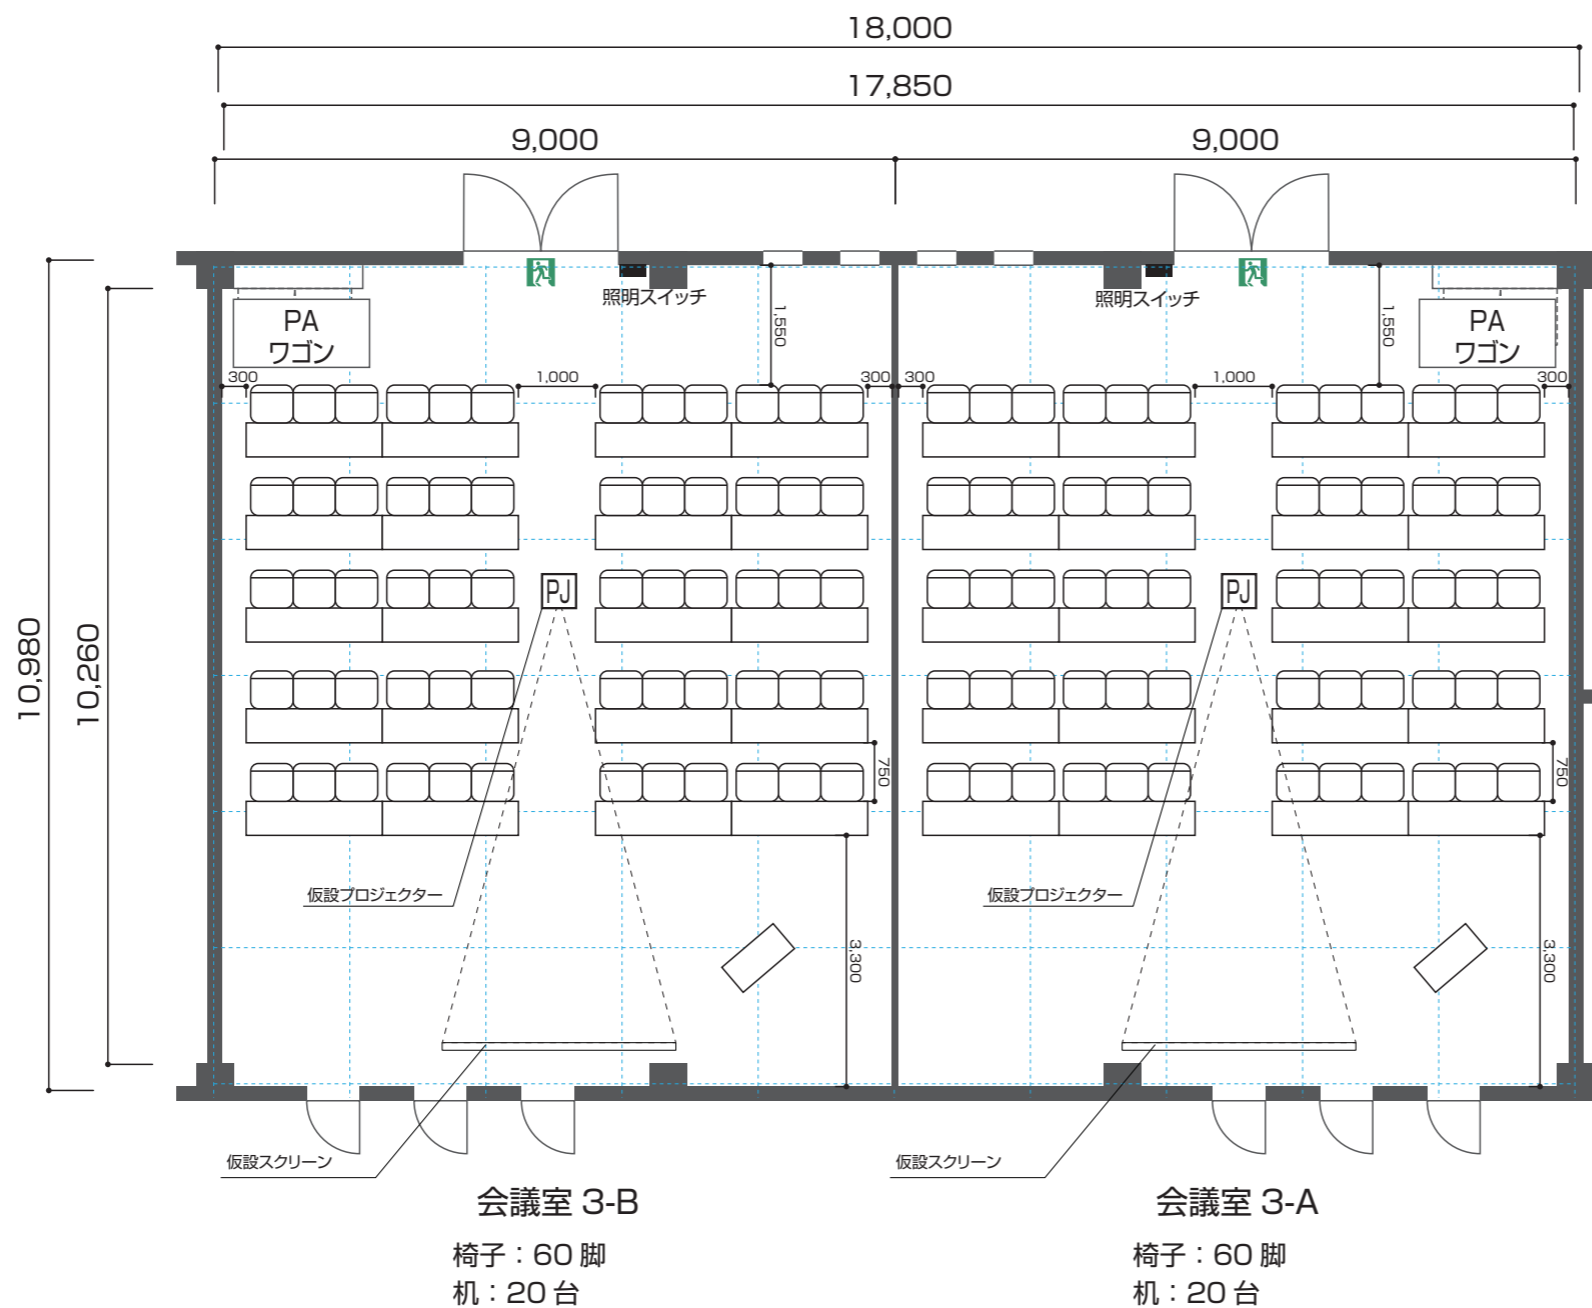 18,000
17,850
9,000
9,000
照明スイッチ
照明スイッチ
PA
ワゴン
PA
ワゴン
1,550
1,550
300
1,000
300
300
1,000
300
10,980
10,260
PJ
PJ
750
750
仮設プロジェクター
仮設プロジェクター
3,300
3,300
仮設スクリーン
仮設スクリーン
会議室 3-B
椅子：60 脚
机：20 台
会議室 3-A
椅子：60 脚
机：20 台